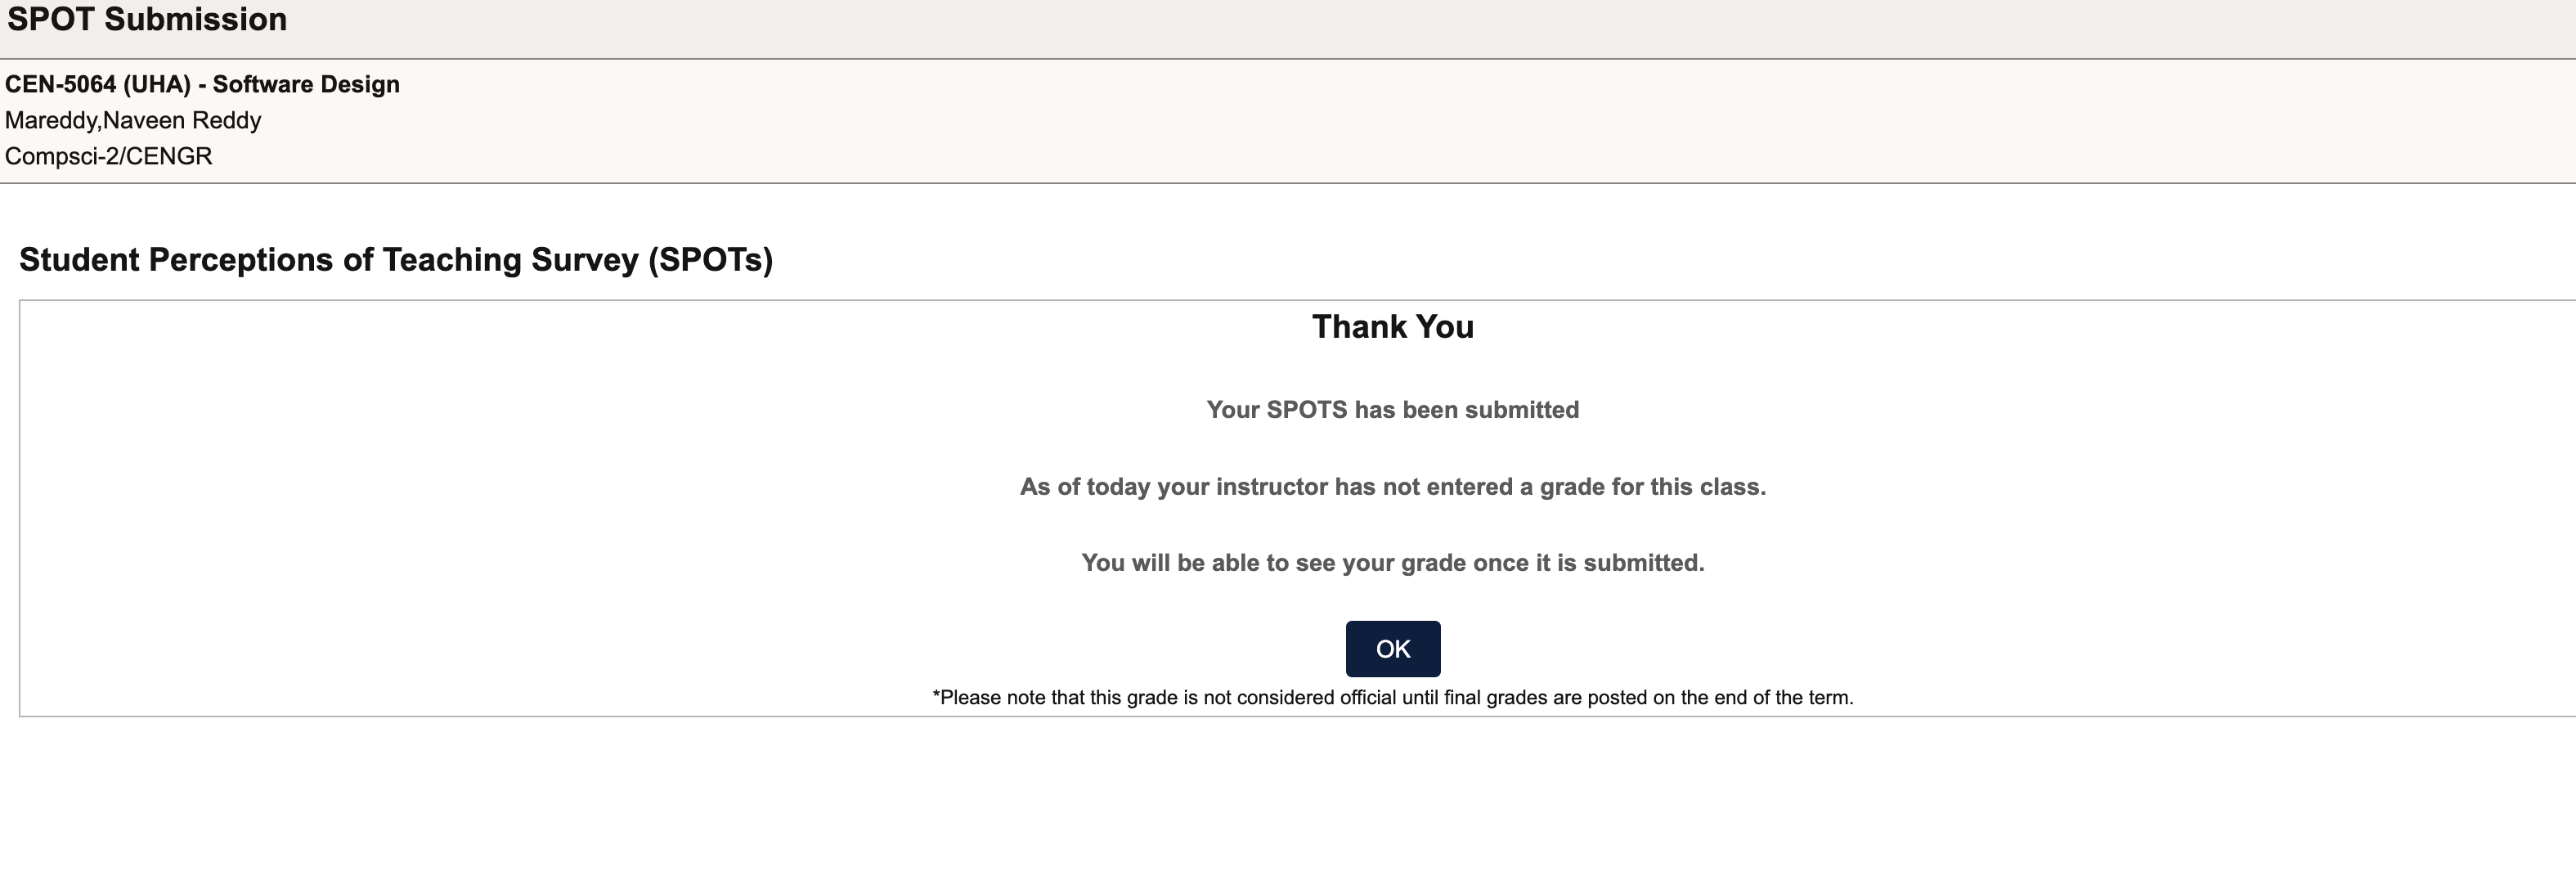 SPOT Submission
CEN-5064 (UHA) - Software Design
Mareddy,Naveen Reddy
Compsci-2/CENGR
Student Perceptions of Teaching Survey (SPOTs)
Thank You
Your SPOTS has been submitted
As of today your instructor has not entered a grade for this class.
You will be able to see your grade once it is submitted.
OK
*Please note that this grade is not considered official until final grades are posted on the end of the term.